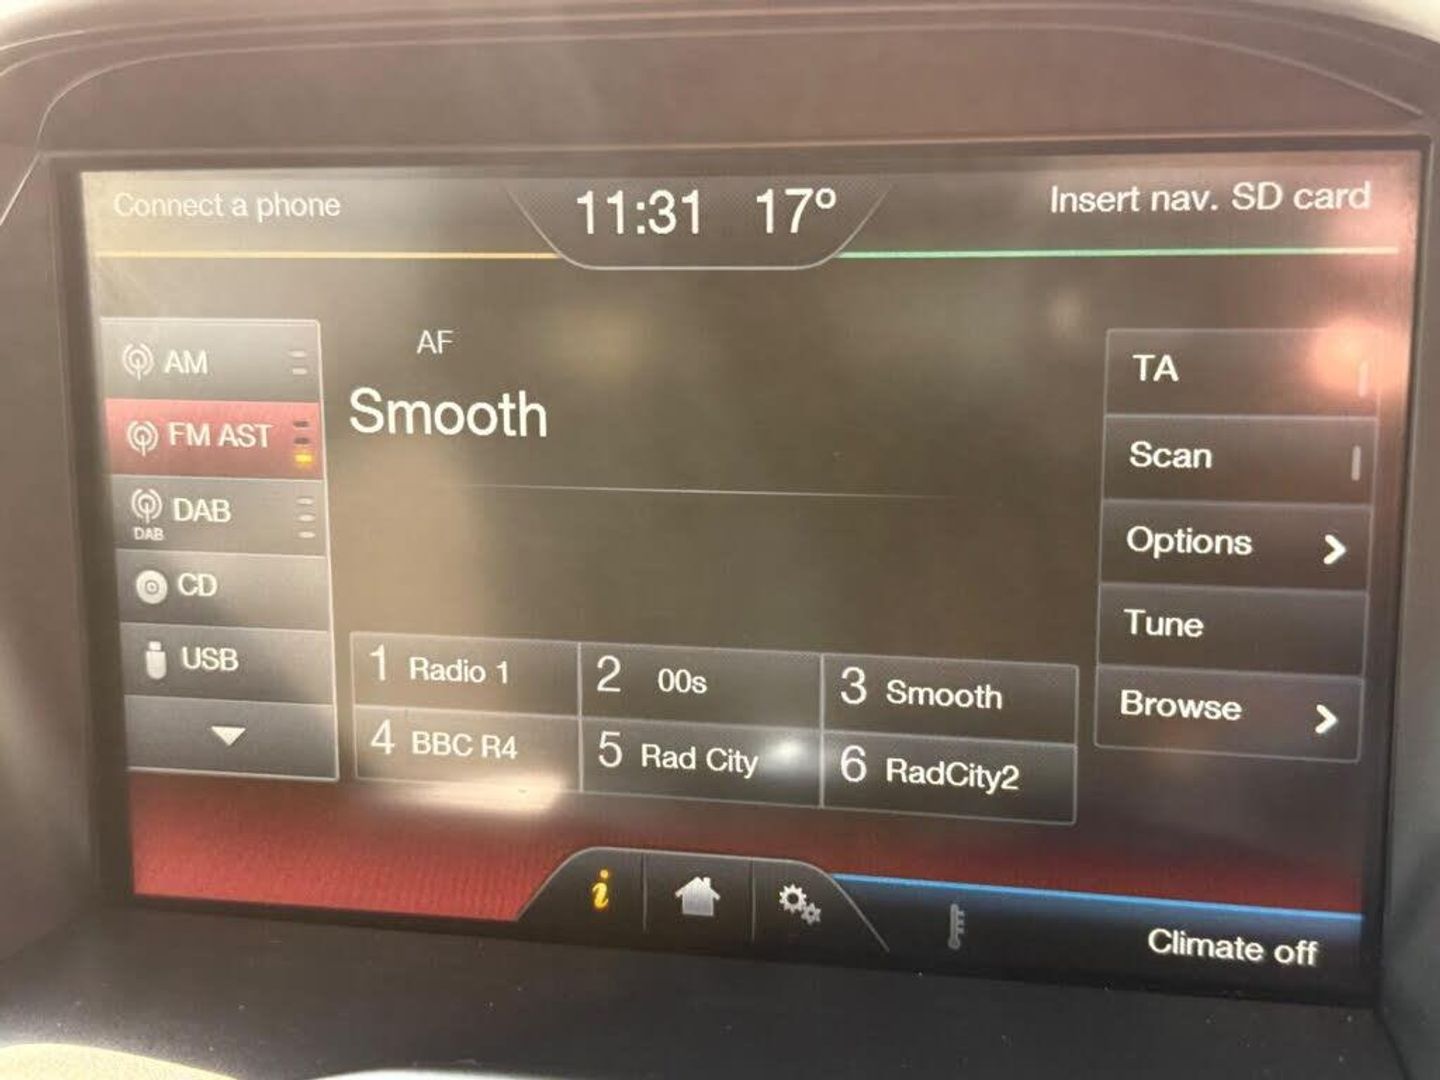 Connect a phone
11:31 17°
Insert nav. SD card
AM
FM AST
DAB
DAB
CD
USB
AF
Smooth
1 Radio 1
2 00s
3 Smooth
4 BBC R4
5 Rad City
6 RadCity2
TA
Scan
Options
Tune
Browse
i
Climate off